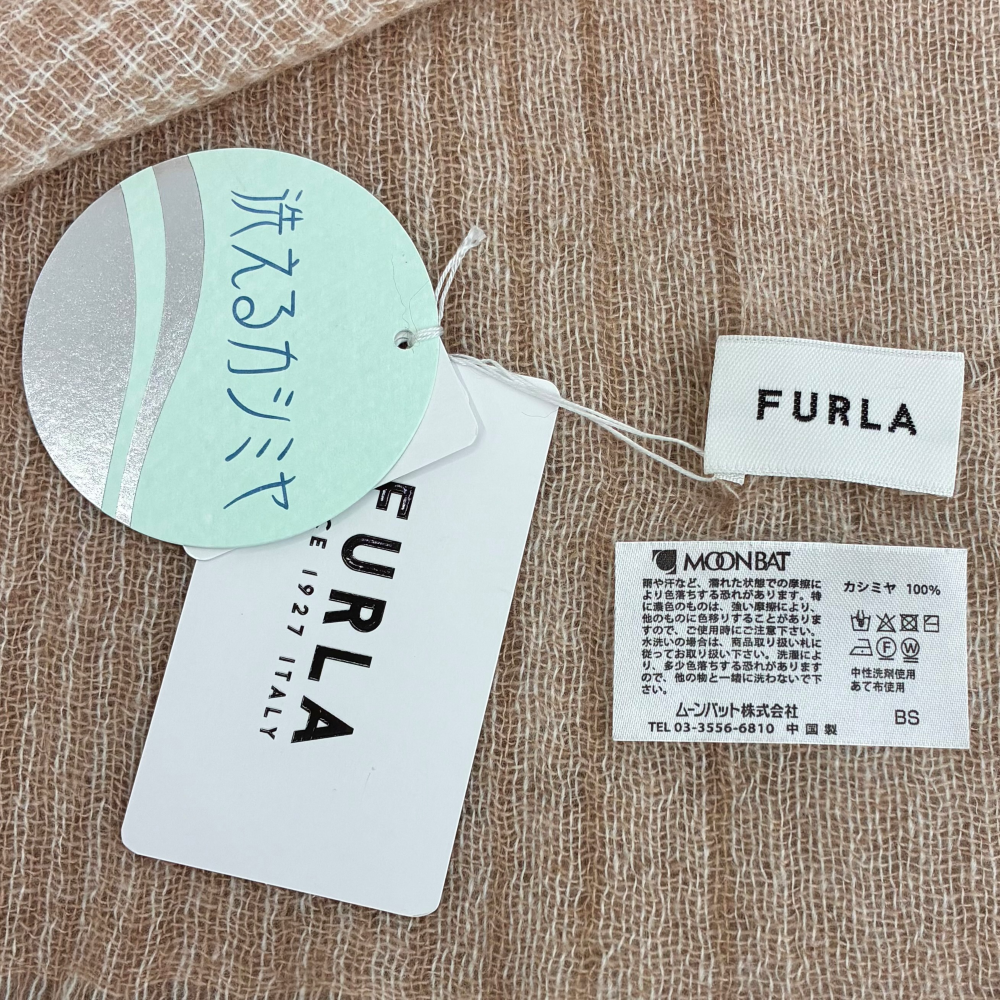 洗えるカシミヤ
FURLA
CE 1927 ITALY
FURLA
MOONBAT
雨や汗など、濡れた状態での摩擦に
より色落ちする恐れがあります。特
に濃色のものは、強い摩擦により、
他のものに色移りすることがありま
すので、ご使用時にご注意下さい。
水洗いの場合は、商品取り扱い札に
従ってお取り扱い下さい。洗濯によ
り、多少色落ちする恐れがあります
ので、他の物と一緒に洗わないで下
さい。
カシミヤ 100%
F W
中性洗剤使用
あて布使用
ムーンバット株式会社
BS
TEL 03-3556-6810 中国製